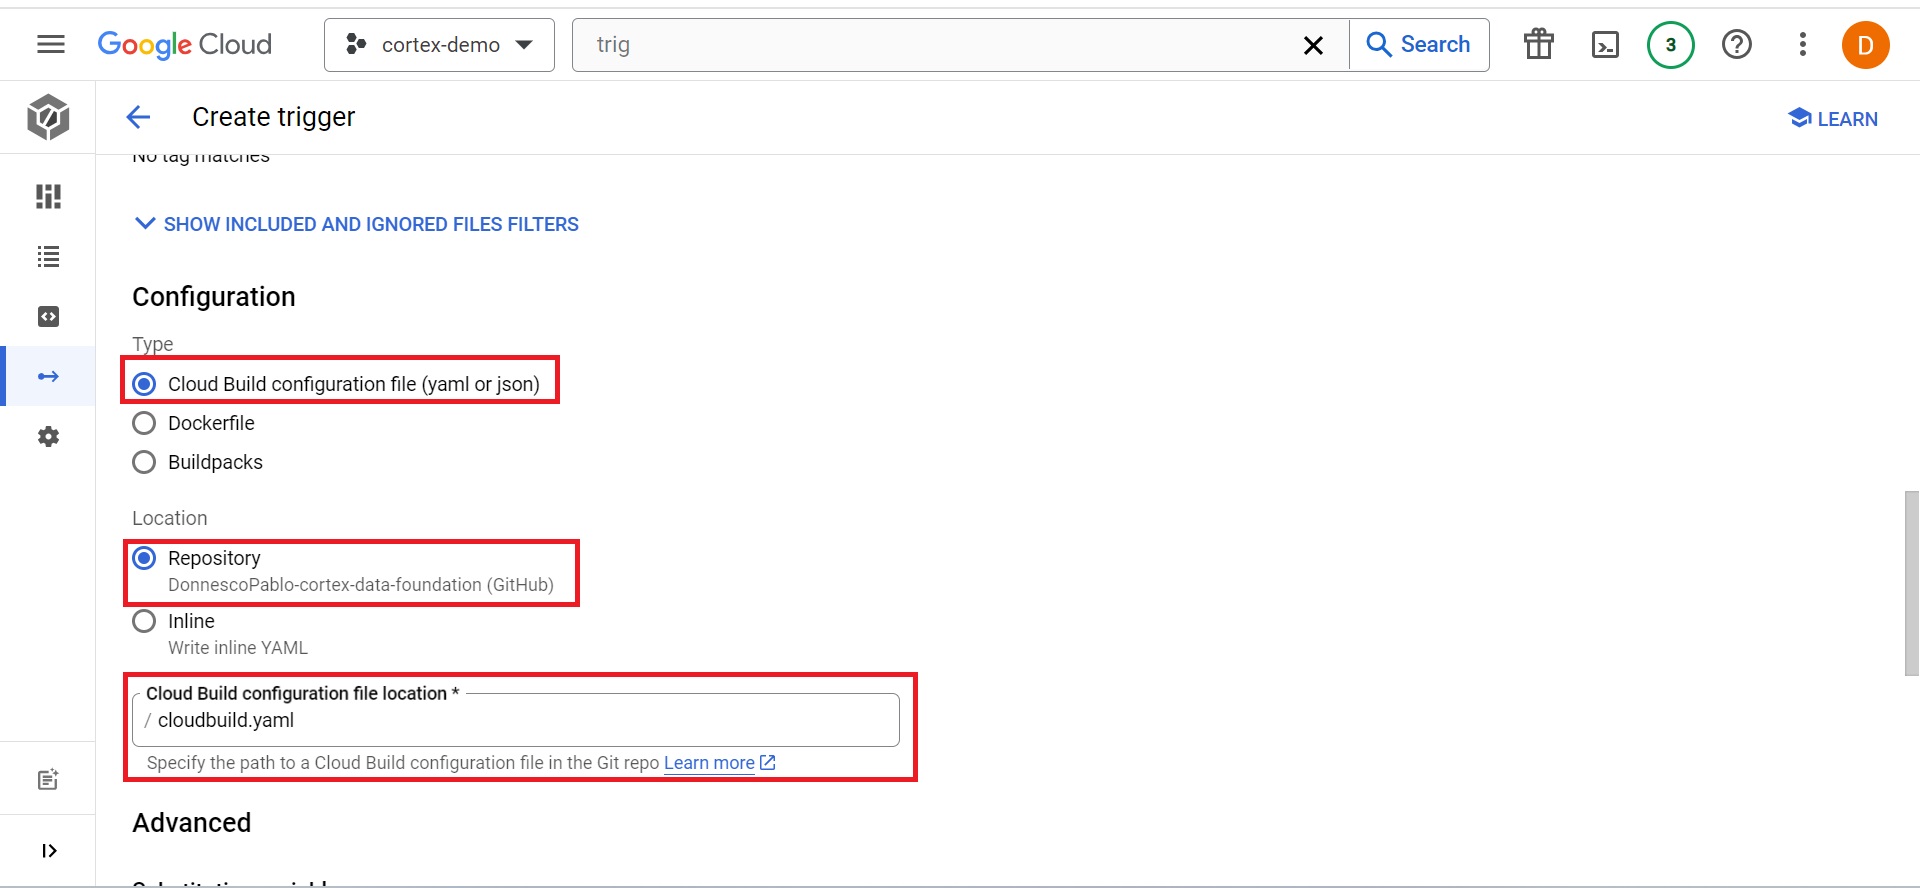 Google Cloud
cortex-demo
trig
Search
3
D
Create trigger
LEARN
No tag matches
SHOW INCLUDED AND IGNORED FILES FILTERS
Configuration
Type
Cloud Build configuration file (yaml or json)
Dockerfile
Buildpacks
Location
Repository
DonnescoPablo-cortex-data-foundation (GitHub)
Inline
Write inline YAML
Cloud Build configuration file location *
/ cloudbuild.yaml
Specify the path to a Cloud Build configuration file in the Git repo Learn more
Advanced